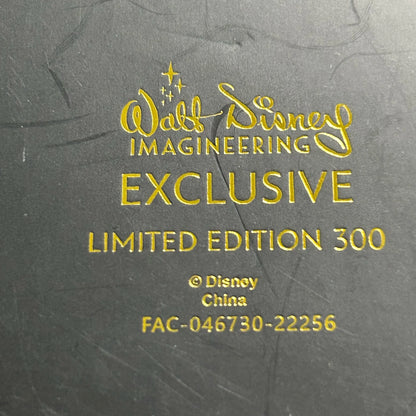 Walt Disney
IMAGINEERING
EXCLUSIVE
LIMITED EDITION 300
© Disney
China
FAC-046730-22256